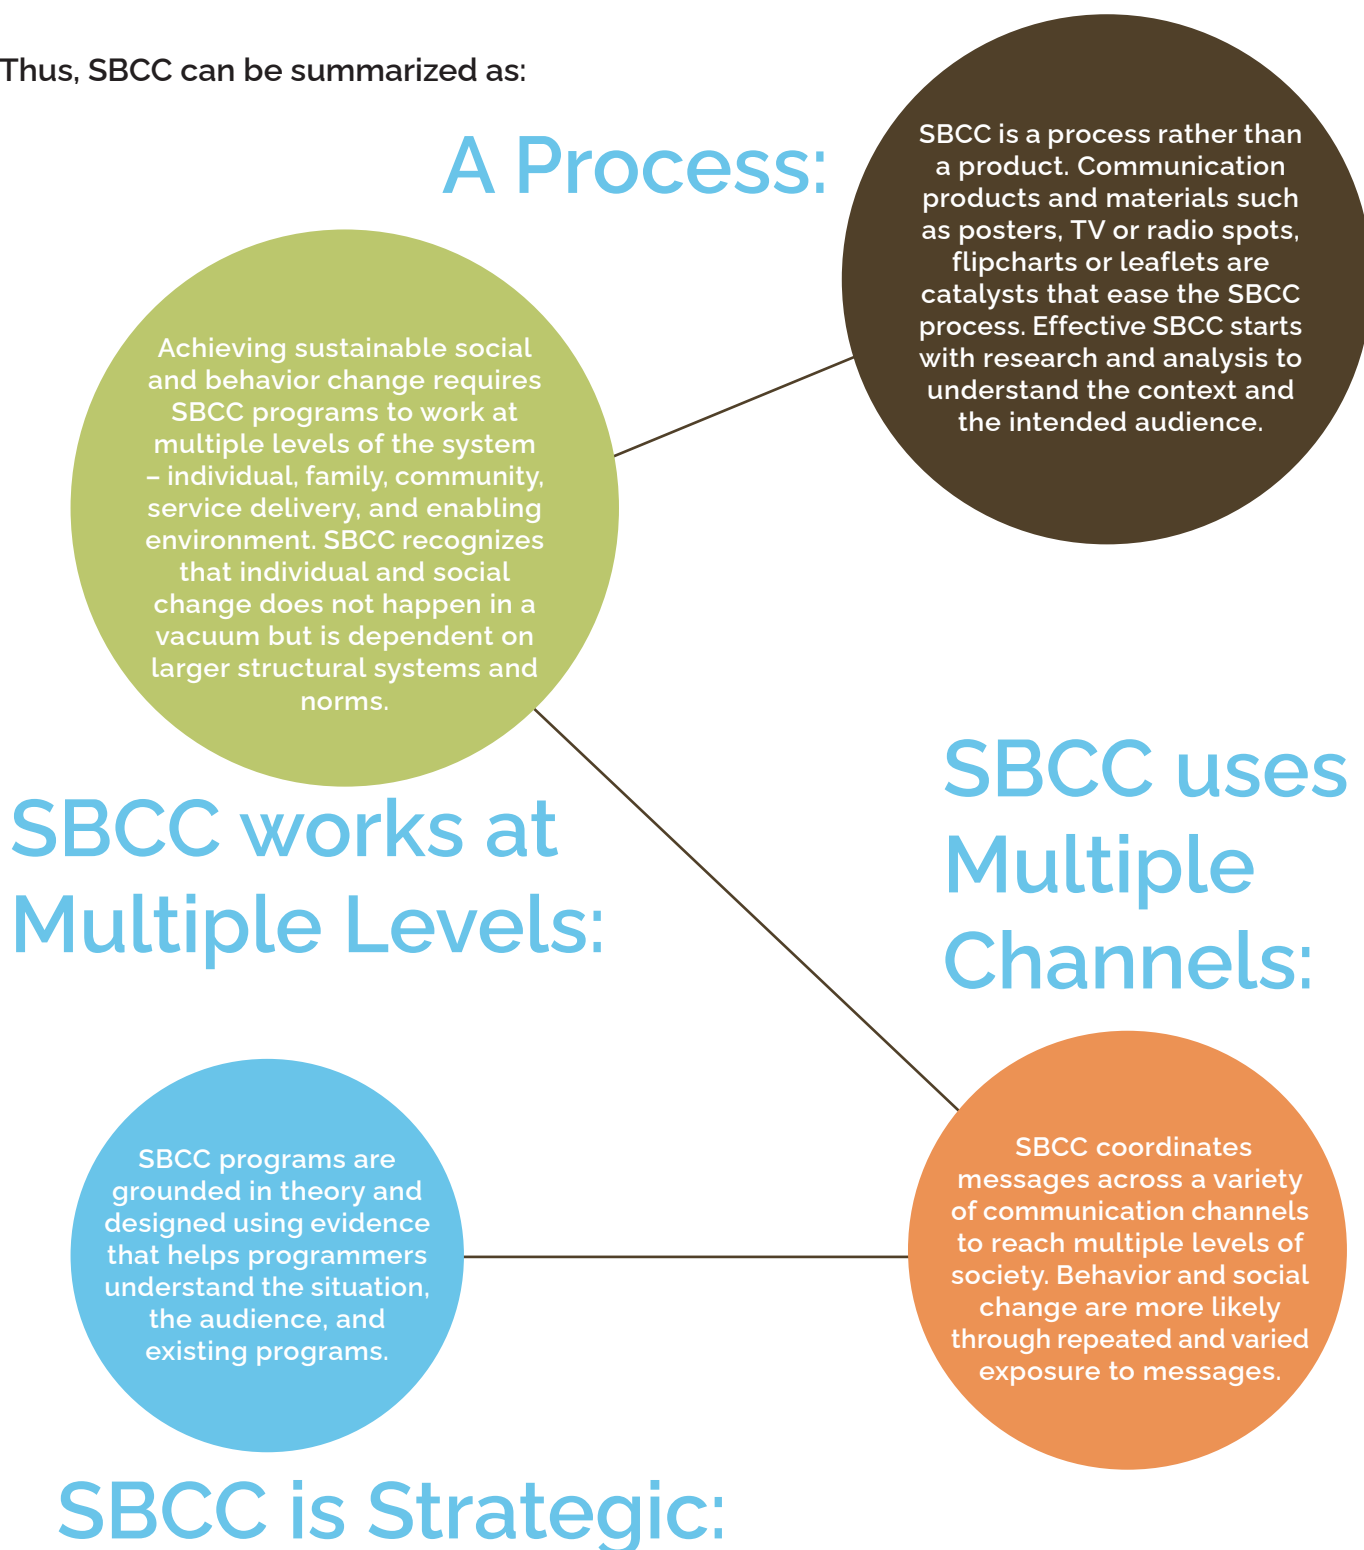 Thus, SBCC can be summarized as:
A Process:
SBCC is a process rather than
a product. Communication
products and materials such
as posters, TV or radio spots,
flipcharts or leaflets are
catalysts that ease the SBCC
process. Effective SBCC starts
with research and analysis to
understand the context and
the intended audience.
Achieving sustainable social
and behavior change requires
SBCC programs to work at
multiple levels of the system
– individual, family, community,
service delivery, and enabling
environment. SBCC recognizes
that individual and social
change does not happen in a
vacuum but is dependent on
larger structural systems and
norms.
SBCC works at
Multiple Levels:
SBCC uses
Multiple
Channels:
SBCC coordinates
messages across a variety
of communication channels
to reach multiple levels of
society. Behavior and social
change are more likely
through repeated and varied
exposure to messages.
SBCC programs are
grounded in theory and
designed using evidence
that helps programmers
understand the situation,
the audience, and
existing programs.
SBCC is Strategic: